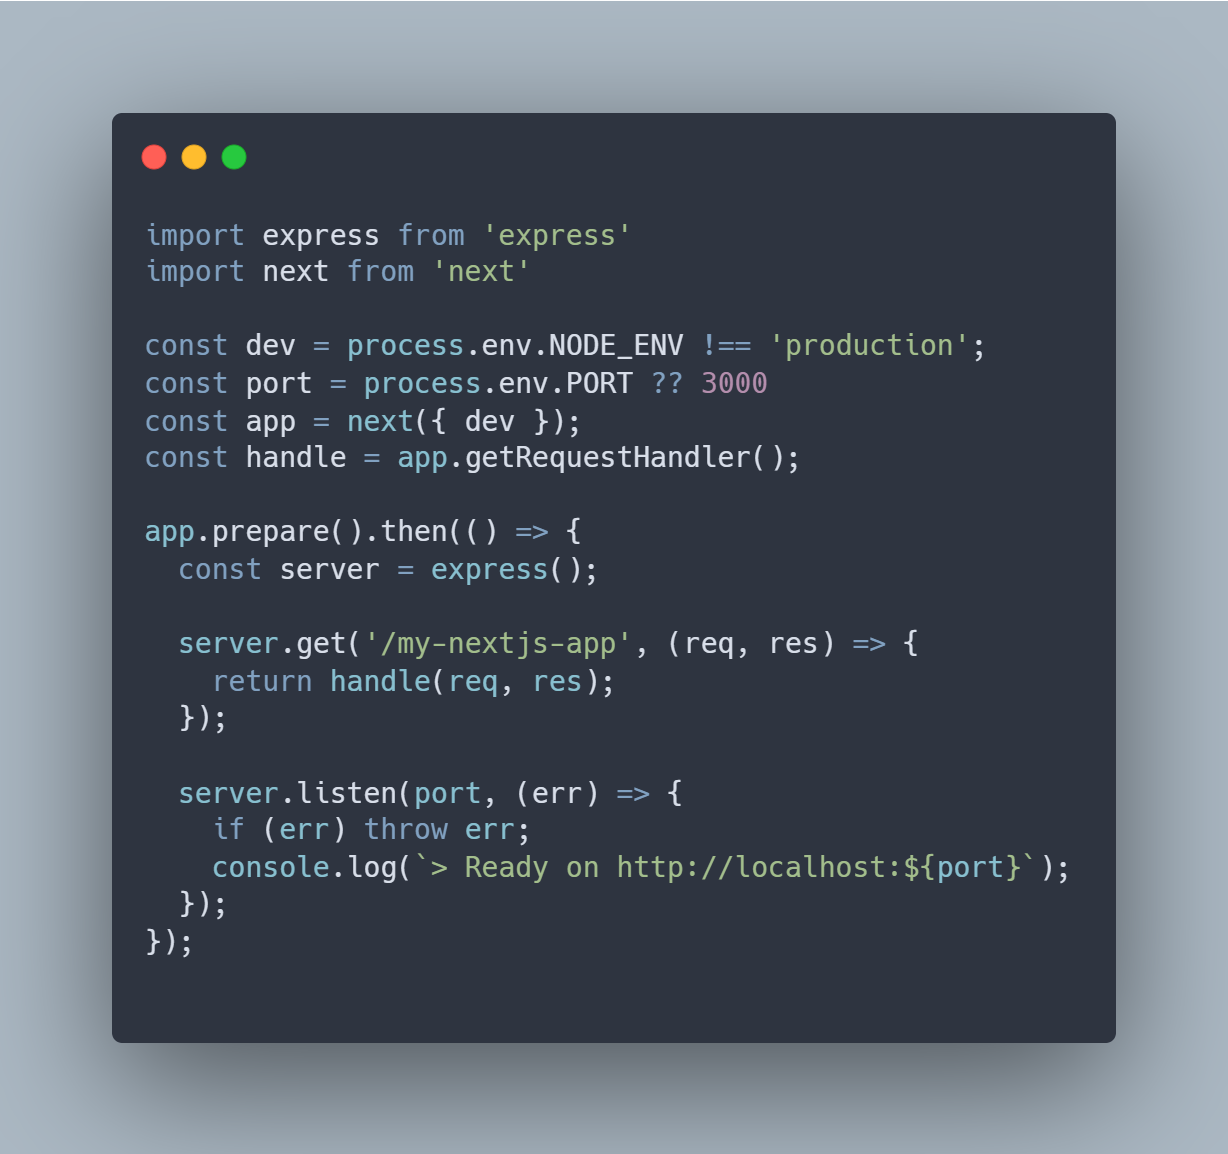 import express from 'express'
import next from 'next'

const dev = process.env.NODE_ENV !== 'production';
const port = process.env.PORT ?? 3000
const app = next({ dev });
const handle = app.getRequestHandler();

app.prepare().then(() => {
  const server = express();

  server.get('/my-nextjs-app', (req, res) => {
    return handle(req, res);
  });

  server.listen(port, (err) => {
    if (err) throw err;
    console.log(`> Ready on http://localhost:${port}`);
  });
});